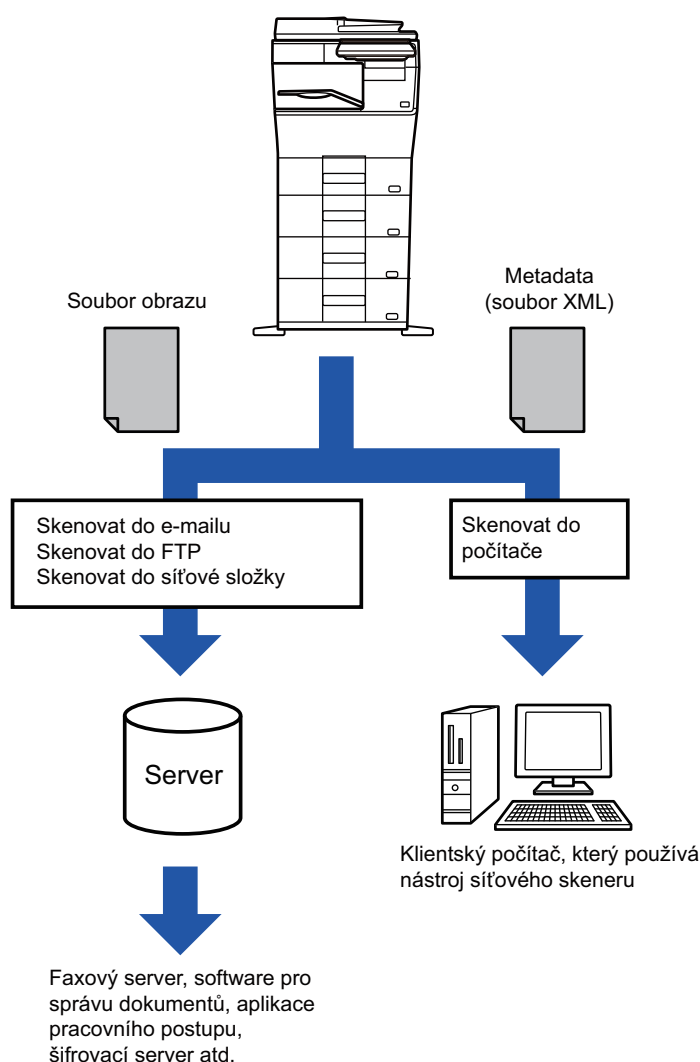 Soubor obrazu
Metadata
(soubor XML)
Skenovat do e-mailu
Skenovat do FTP
Skenovat do síťové složky
Skenovat do
počítače
Server
Klientský počítač, který používá
nástroj síťového skeneru
Faxový server, software pro
správu dokumentů, aplikace
pracovního postupu,
šifrovací server atd.